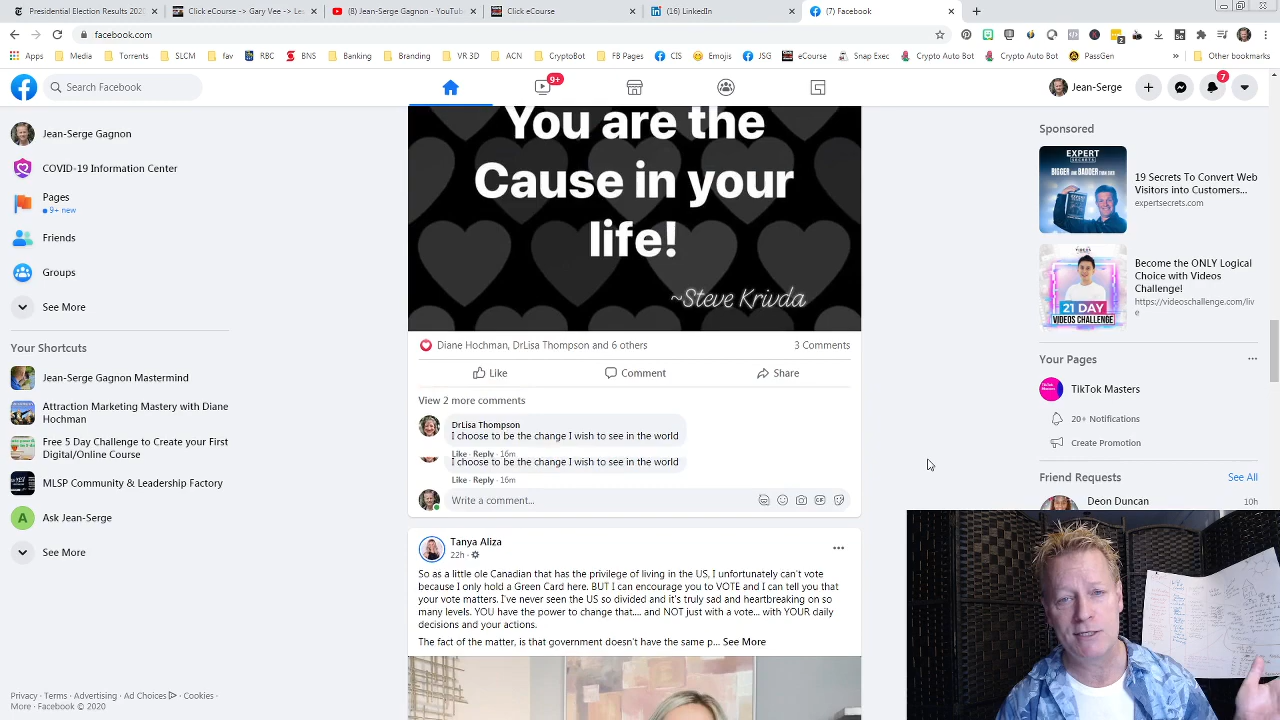 Presidential Election Results 2020
Click eCourse -> Gary Vee -> Le
(8) Jean-Serge Gagnon - YouTub
Click eCourse
(16) LinkedIn
(7) Facebook
facebook.com
Apps
Media
Torrents
SLCM
fav
RBC
BNS
Banking
Branding
VR 3D
ACN
CryptoBot
FB Pages
CIS
Emojis
JSG
eCourse
Snap Exec
Crypto Auto Bot
Crypto Auto Bot
PassGen
»
Other bookmarks
Search Facebook
9+
Jean-Serge
7
Jean-Serge Gagnon
COVID-19 Information Center
Pages
9+ new
Friends
Groups
See More
Your Shortcuts
Jean-Serge Gagnon Mastermind
Attraction Marketing Mastery with Diane
Hochman
Free 5 Day Challenge to Create your First
Digital/Online Course
MLSP Community & Leadership Factory
A
Ask Jean-Serge
See More
Privacy · Terms · Advertising · Ad Choices · Cookies ·
More · Facebook © 2020
You are the
Cause in your
life!
~Steve Krivda
Diane Hochman, DrLisa Thompson and 6 others
3 Comments
Like
Comment
Share
View 2 more comments
DrLisa Thompson
I choose to be the change I wish to see in the world
Like · Reply · 16m
I choose to be the change I wish to see in the world
Like · Reply · 16m
Write a comment...
Tanya Aliza
22h ·
So as a little ole Canadian that has the privilege of living in the US, I unfortunately can't vote
because I only hold a Green Card here. BUT I can encourage you to VOTE and I can tell you that
your vote matters. I've never seen the US so divided and it's truly sad and heartbreaking on so
many levels. YOU have the power to change that.... and NOT just with a vote... with YOUR daily
decisions and your actions.
The fact of the matter, is that government doesn't have the same p... See More
Sponsored
EXPERT
SECRETS
BIGGER AND BADDER THAN EVER
19 Secrets To Convert Web
Visitors into Customers...
expertsecrets.com
VIDEOS
21 DAY
VIDEOS CHALLENGE
Become the ONLY Logical
Choice with Videos
Challenge!
https://videoschallenge.com/liv
e
Your Pages
TikTok Masters
20+ Notifications
Create Promotion
Friend Requests
See All
Deon Duncan
10h